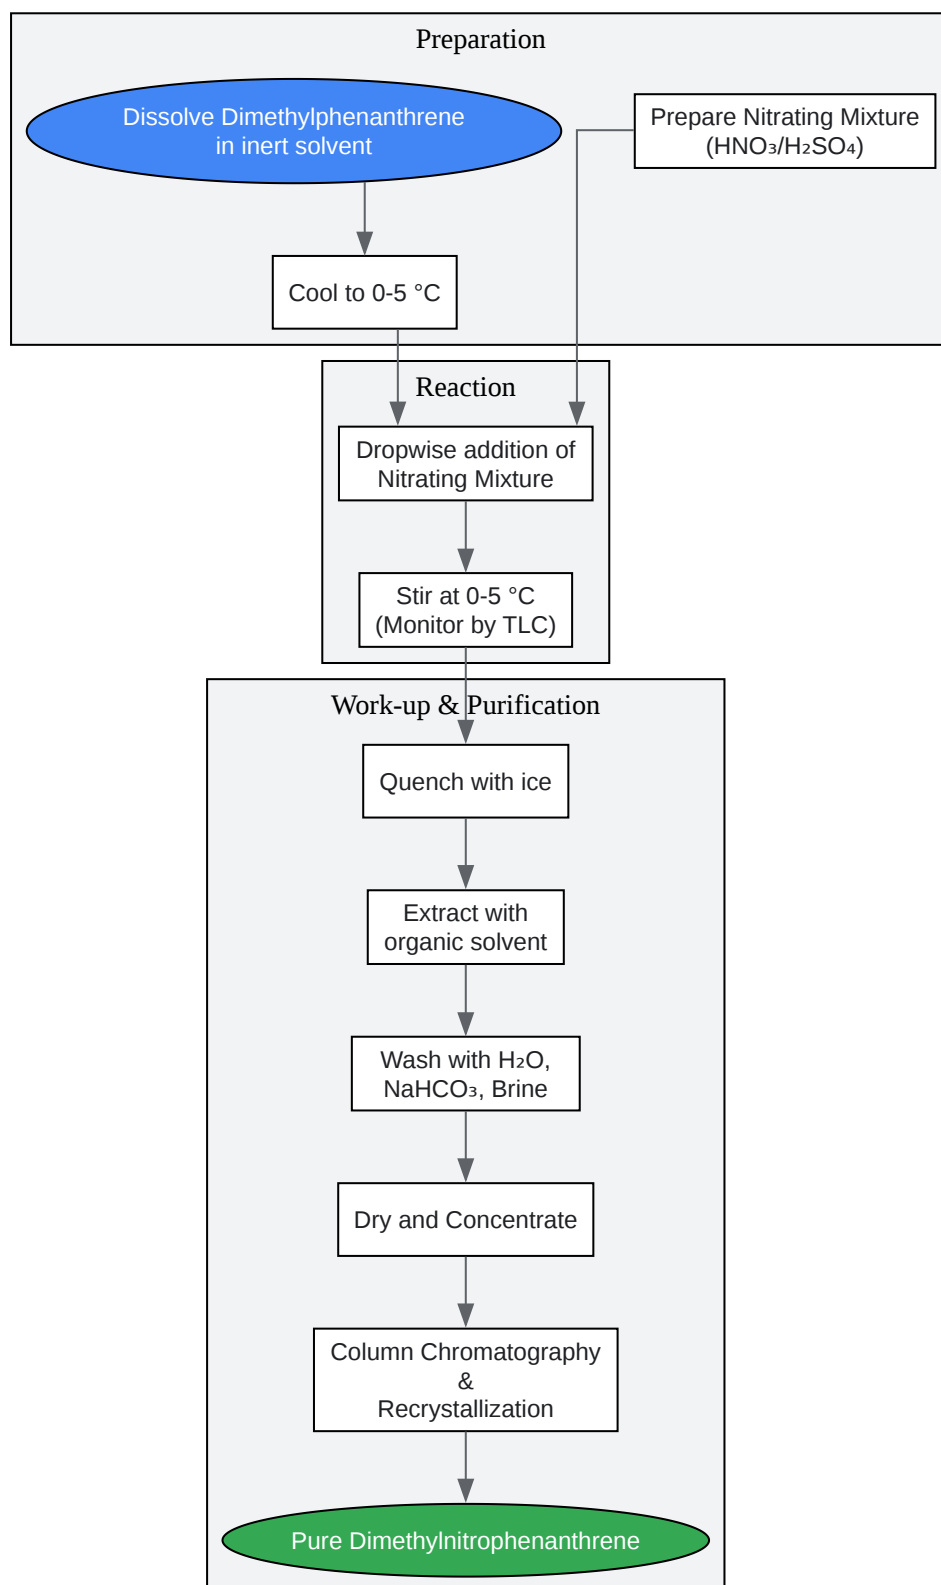 Preparation
Dissolve Dimethylphenanthrene
in inert solvent
Prepare Nitrating Mixture
(HNO₃/H₂SO₄)
Cool to 0-5 °C
Reaction
Dropwise addition of
Nitrating Mixture
Stir at 0-5 °C
(Monitor by TLC)
Work-up & Purification
Quench with ice
Extract with
organic solvent
Wash with H₂O,
NaHCO₃, Brine
Dry and Concentrate
Column Chromatography
&
Recrystallization
Pure Dimethylnitrophenanthrene